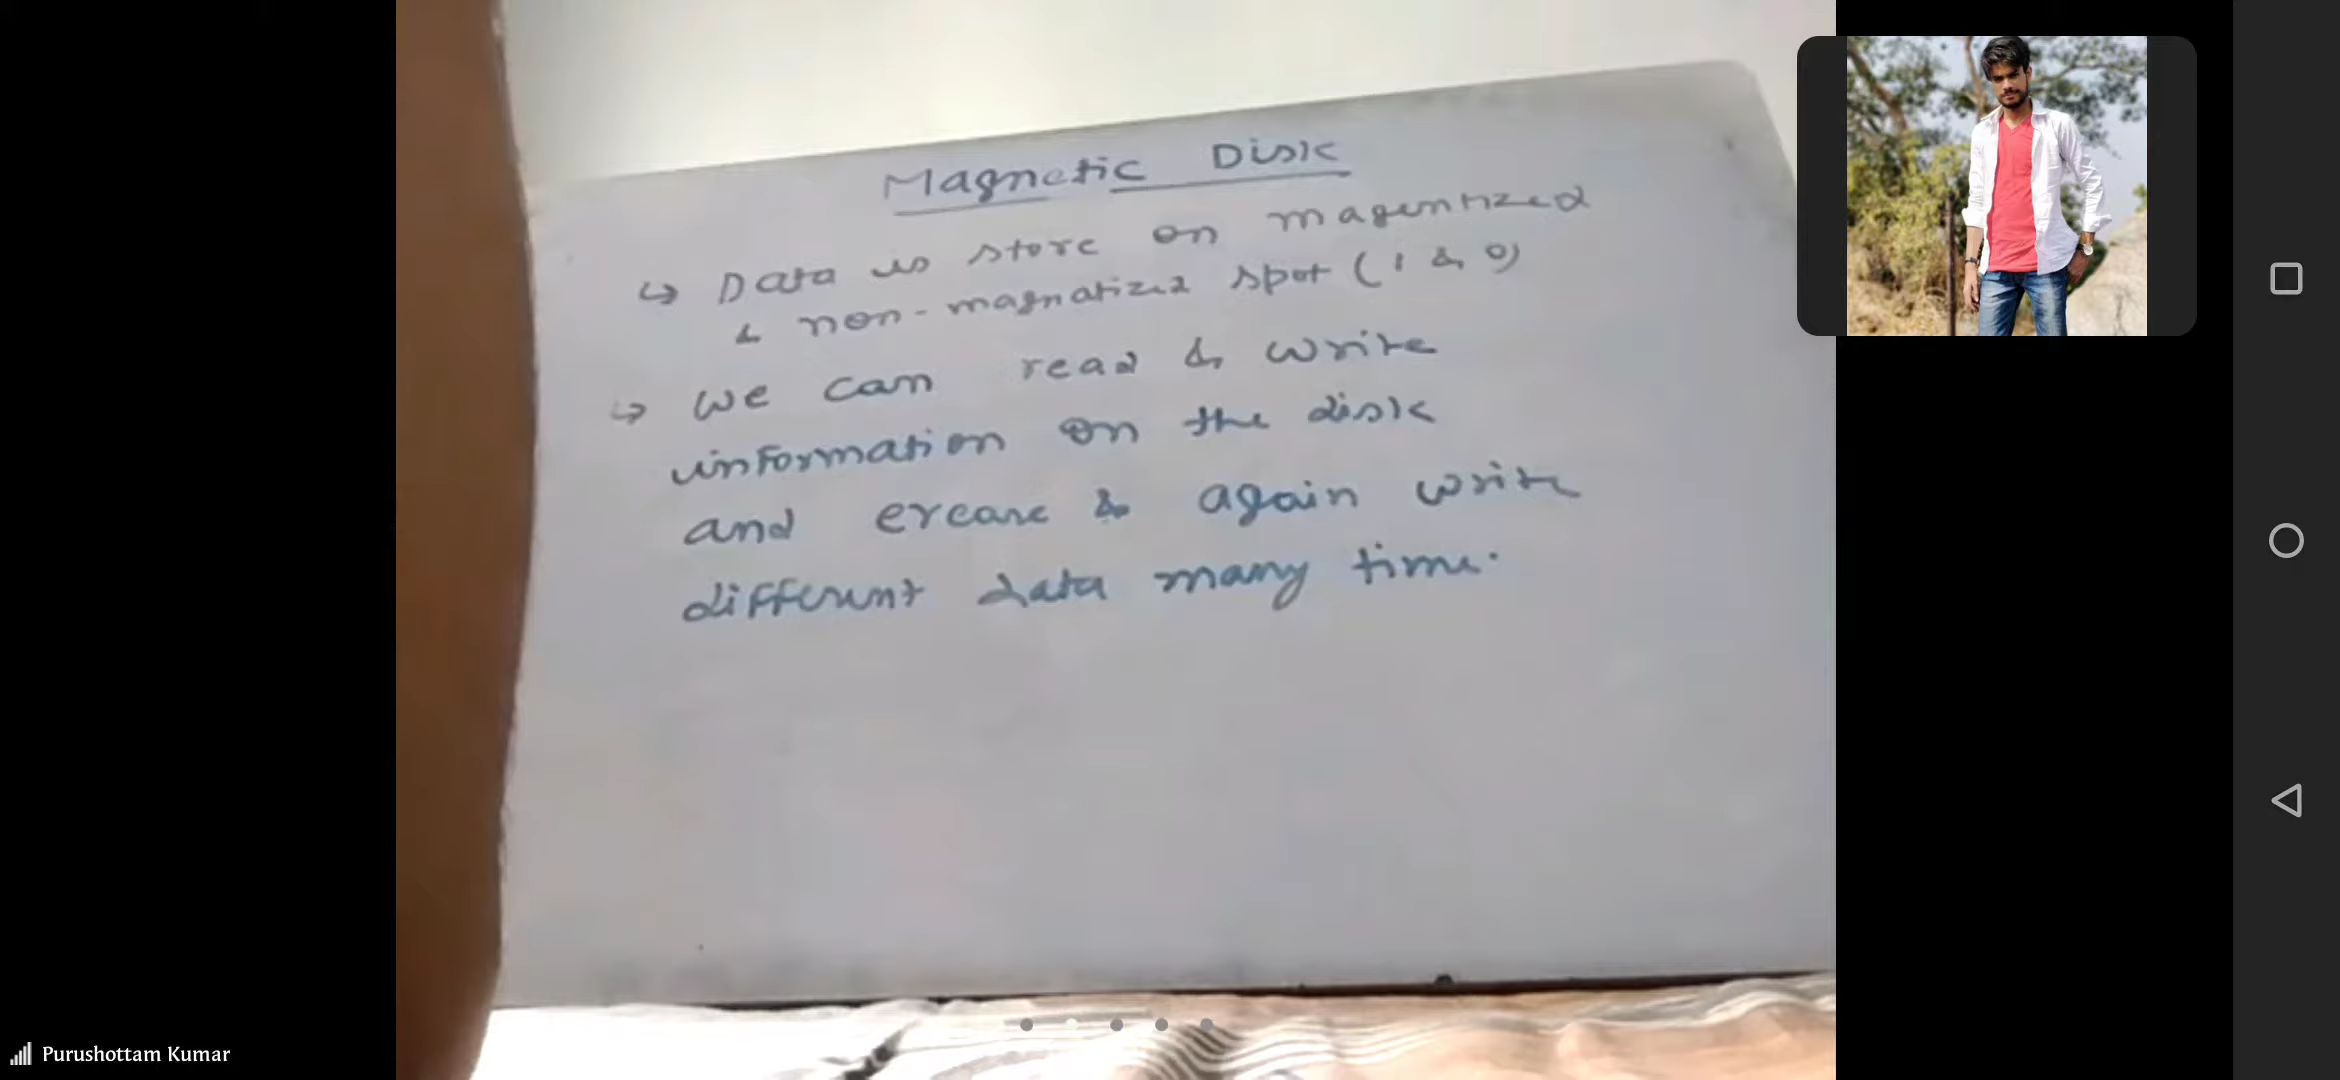 Magnetic Disk
↳ Data is store on magentized
& non-magnatized spot (1 & 0)
↳ We can read & write
information on the disk
and erease & again write
different data many time.
Purushottam Kumar